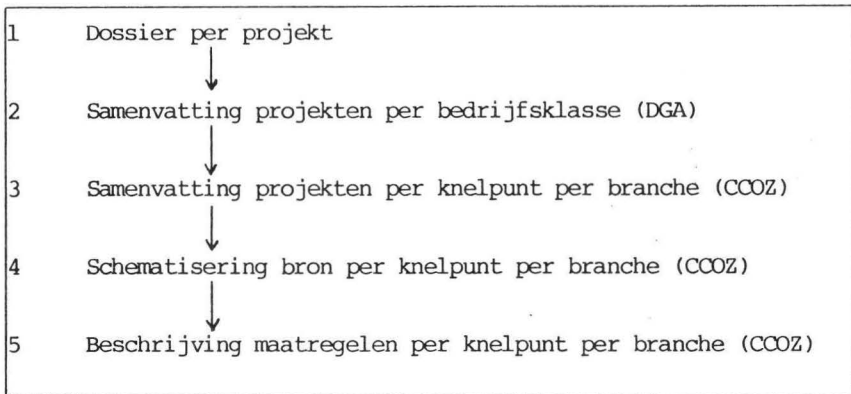 1 Dossier per projekt
2 Samenvatting projekten per bedrijfsklasse (DGA)
3 Samenvatting projekten per knelpunt per branche (CCOZ)
4 Schematisering bron per knelpunt per branche (CCOZ)
5 Beschrijving maatregelen per knelpunt per branche (CCOZ)